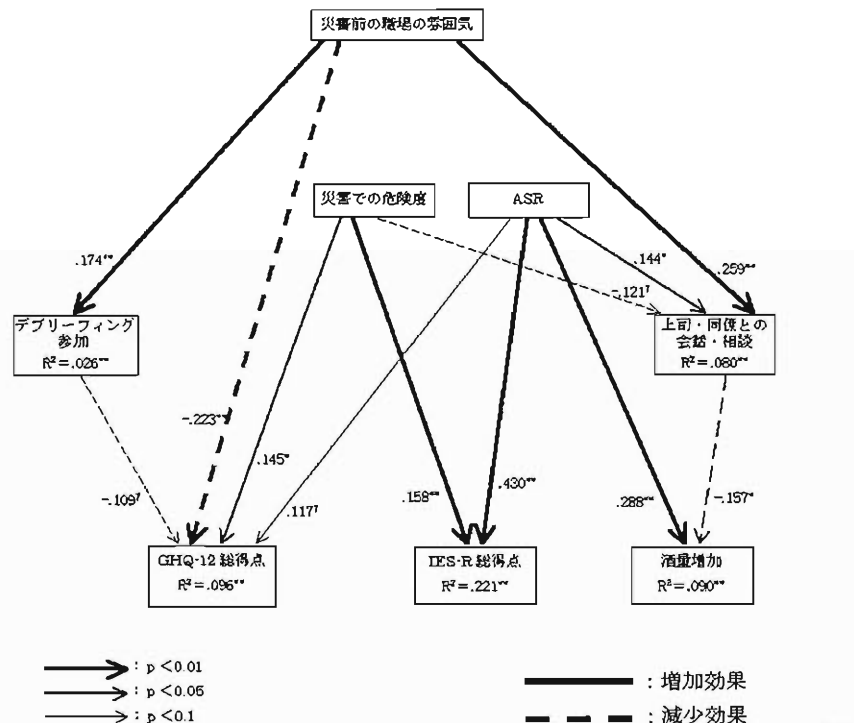 災害前の職場の雰囲気
災害での危険度
ASR
.174**
.144*
.259**
-.121†
デブリーフィング
参加
R²=.026**
上司・同僚との
会話・相談
R²=.080**
-.223**
.145*
.158**
.430**
.288**
-.157*
-.109†
.117†
GHQ-12 総得点
R²=.096**
IES-R 総得点
R²=.221**
酒量増加
R²=.090**
：p＜0.01
：p＜0.05
：p＜0.1
：増加効果
：減少効果